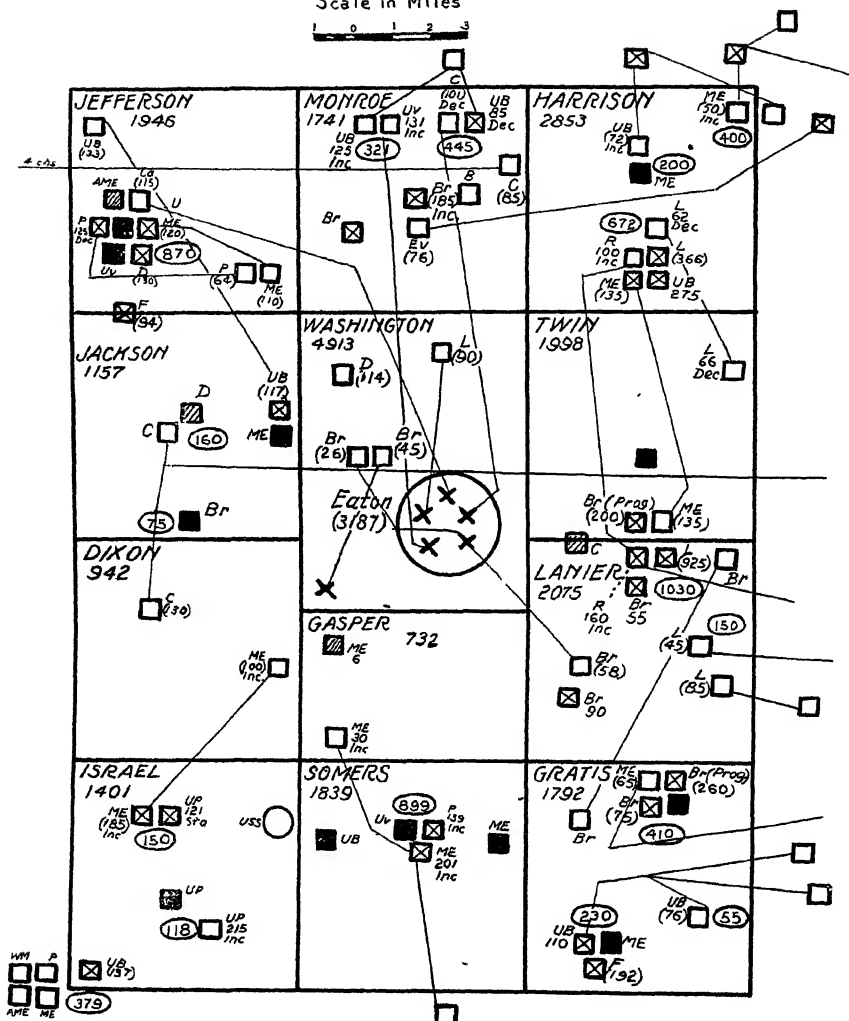 Scale in Miles
1 0 1 2 3
JEFFERSON
1946
UB
(133)
4 chs
AME
(115)
U
P
125
Dec
ME
(120)
Uv
D
(130)
870
P
(64)
ME
(110)
F
(94)
MONROE
1741
C
(101)
Dec
UB
85
Dec
Uv
131
Inc
UB
125
Inc
321
445
Br
(185)
Inc
B
C
(85)
Br
EV
(76)
HARRISON
2853
ME
(50)
Inc
400
UB
(72)
Inc
200
ME
L
62
Dec
672
R
100
Inc
L
(366)
ME
(135)
UB
275
JACKSON
1157
D
C
160
UB
(117)
ME
75
Br
WASHINGTON
4913
D
(114)
L
(90)
Br
(26)
Br
(45)
Eaton
(3187)
TWIN
1998
L
66
Dec
Br (Prog)
(200)
ME
(135)
DIXON
942
C
(130)
ME
(100)
Inc.
C
LANIER
2075
L
(925)
Br
R
160
Inc
Br
55
1030
150
L
(45)
Br
(58)
L
(85)
Br
90
GASPER 732
ME
6
ME
30
Inc
ISRAEL
1401
ME
(185)
Inc
UP
121
Sta
150
USS
UP
118
UP
215
Inc
UB
(137)
WM P
AME ME
379
SOMERS
1839
899
Uv
P
139
Inc
UB
ME
201
Inc
ME
GRATIS
1792
ME
(65)
Br (Prog)
(260)
Br
(75)
Br
410
230
UB
(76)
55
UB
110
ME
F
(192)